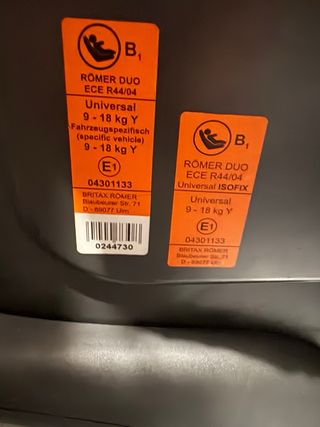 B1
RÖMER DUO
ECE R44/04
Universal
9 - 18 kg Y
Fahrzeugspezifisch
(specific vehicle)
9 - 18 kg Y
E1
04301133
BRITAX RÖMER
Blaubeurer Str. 71
D - 89077 Ulm
0244730
B1
RÖMER DUO
ECE R44/04
Universal ISOFIX
Universal
9 - 18 kg Y
E1
04301133
BRITAX RÖMER
Blaubeurer Str. 71
D - 89077 Ulm